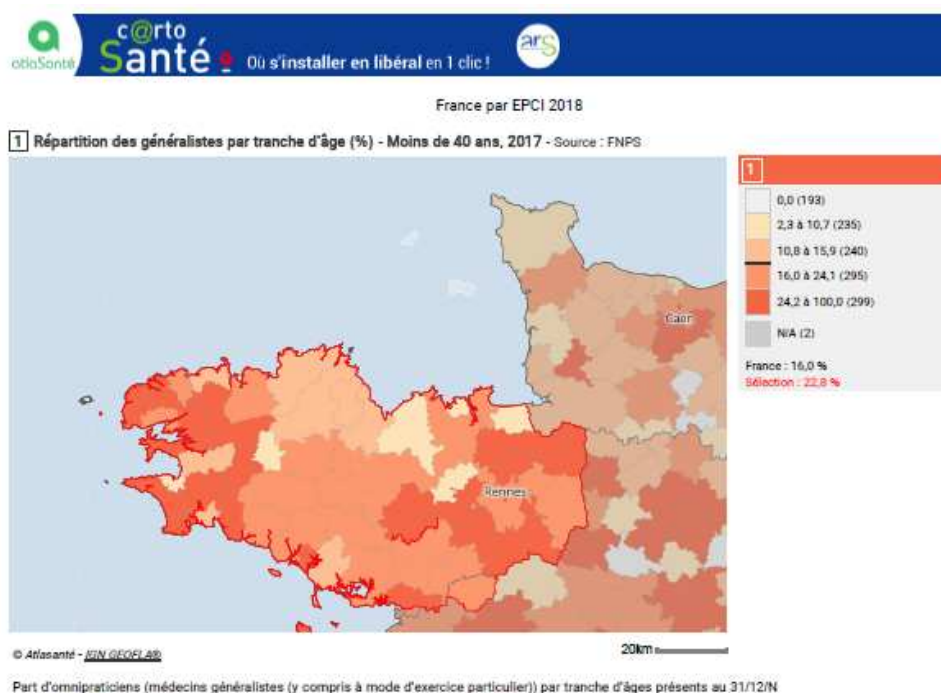 atlaSanté
c@rto
Santé
Où s'installer en libéral en 1 clic !
ars
France par EPCI 2018
1 Répartition des généralistes par tranche d'âge (%) - Moins de 40 ans, 2017 - Source : FNPS
1
0,0 (193)
2,3 à 10,7 (235)
10,8 à 15,9 (240)
16,0 à 24,1 (295)
24,2 à 100,0 (299)
N/A (2)
France : 16,0 %
Sélection : 22,8 %
Caen
Rennes
20km
© Atlasanté - IGN GEOFLA®
Part d'omnipraticiens (médecins généralistes (y compris à mode d'exercice particulier)) par tranche d'âges présents au 31/12/N